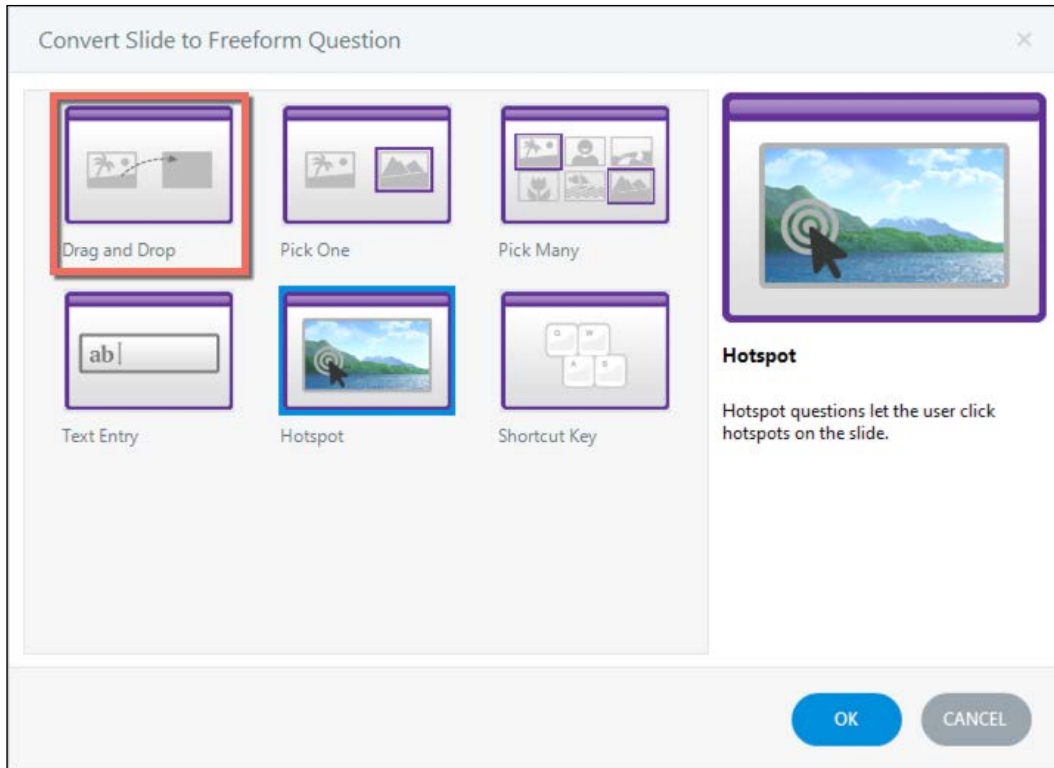 Convert Slide to Freeform Question
Drag and Drop
Pick One
Pick Many
ab
Text Entry
Hotspot
Q W
A S
Shortcut Key
Hotspot
Hotspot questions let the user click
hotspots on the slide.
OK
CANCEL